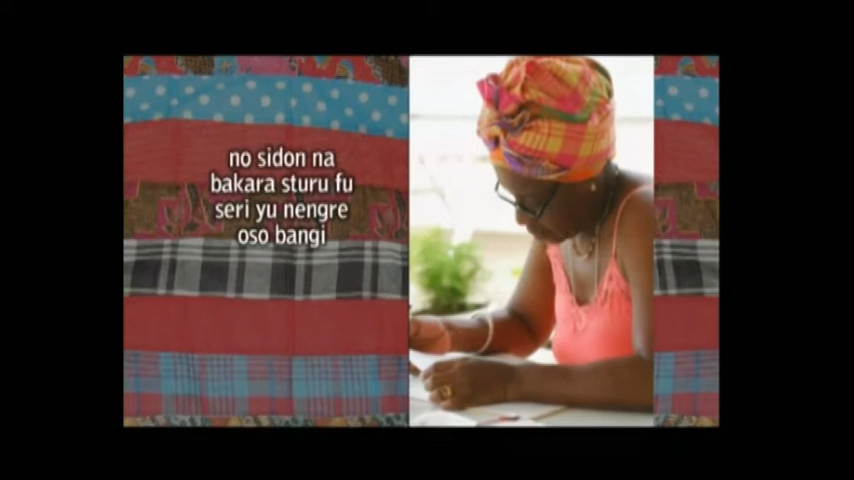 no sidon na
bakara sturu fu
seri yu nengre
oso bangi